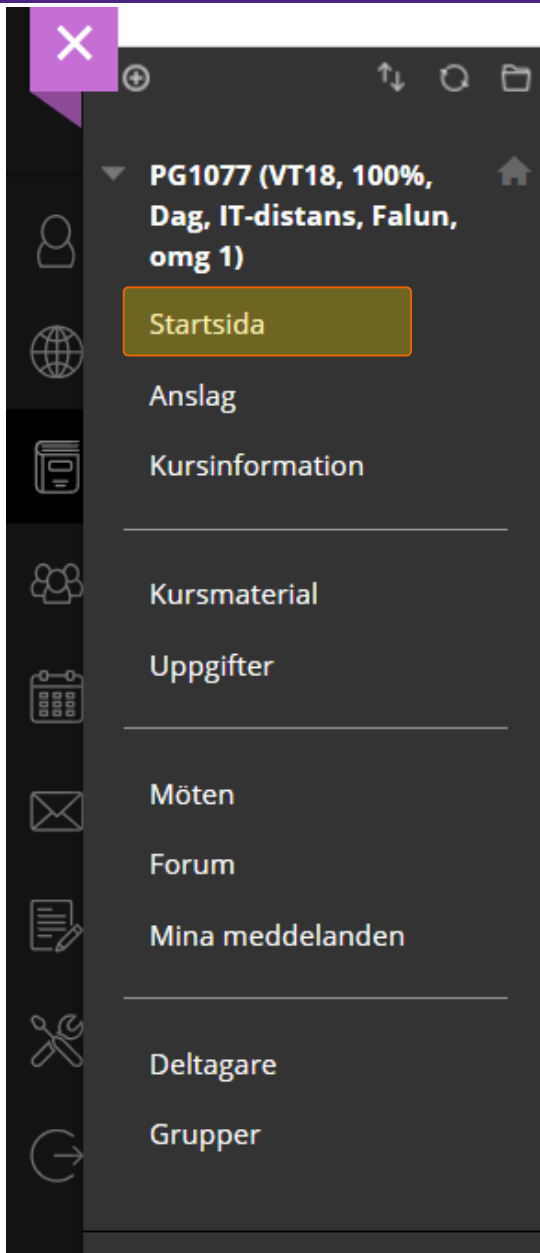 PG1077 (VT18, 100%,
Dag, IT-distans, Falun,
omg 1)
Startsida
Anslag
Kursinformation
Kursmaterial
Uppgifter
Möten
Forum
Mina meddelanden
Deltagare
Grupper